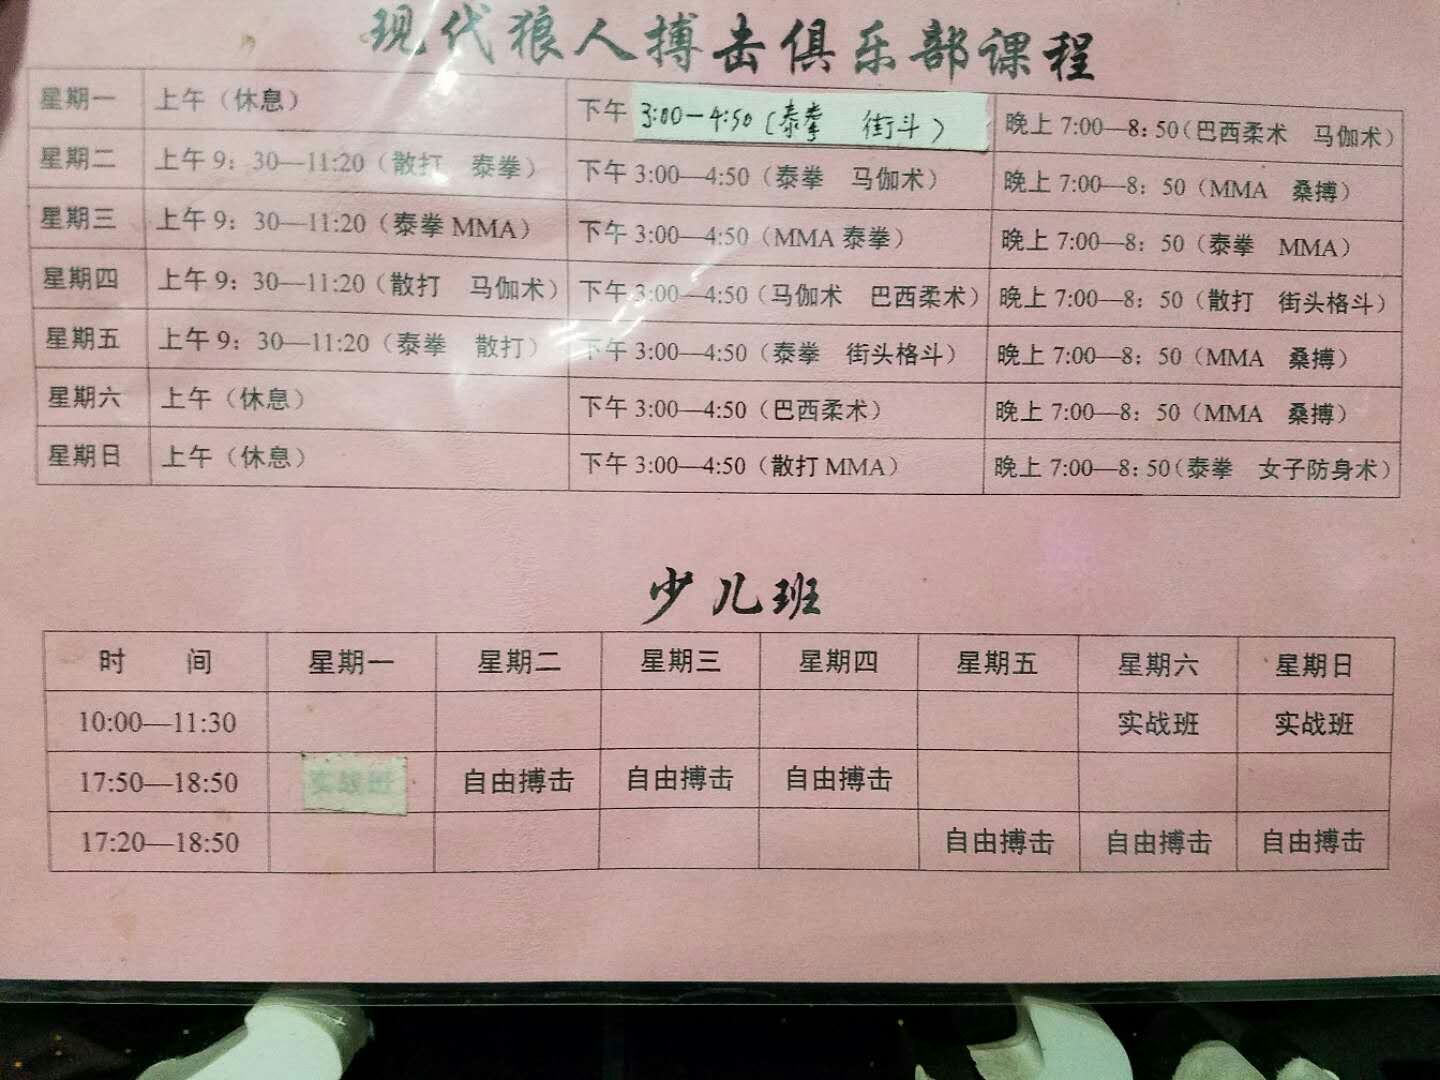 现代狼人搏击俱乐部课程
星期一 上午（休息） 下午 3:00—4:50（泰拳 街斗） 晚上 7:00—8：50（巴西柔术 马伽术）
星期二 上午 9：30—11:20（散打 泰拳） 下午 3:00—4:50（泰拳 马伽术） 晚上 7:00—8：50（MMA 桑搏）
星期三 上午 9：30—11:20（泰拳 MMA） 下午 3:00—4:50（MMA 泰拳） 晚上 7:00—8：50（泰拳 MMA）
星期四 上午 9：30—11:20（散打 马伽术） 下午 3:00—4:50（马伽术 巴西柔术） 晚上 7:00—8：50（散打 街头格斗）
星期五 上午 9：30—11:20（泰拳 散打） 下午 3:00—4:50（泰拳 街头格斗） 晚上 7:00—8：50（MMA 桑搏）
星期六 上午（休息） 下午 3:00—4:50（巴西柔术） 晚上 7:00—8：50（MMA 桑搏）
星期日 上午（休息） 下午 3:00—4:50（散打 MMA） 晚上 7:00—8：50（泰拳 女子防身术）
少儿班
时 间 星期一 星期二 星期三 星期四 星期五 星期六 星期日
10:00—11:30 实战班 实战班
17:50—18:50 实战班 自由搏击 自由搏击 自由搏击
17:20—18:50 自由搏击 自由搏击 自由搏击